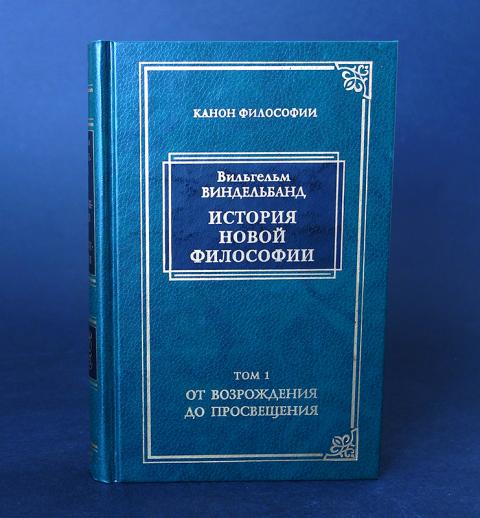 КАНОН ФИЛОСОФИИ
Вильгельм
ВИНДЕЛЬБАНД
ИСТОРИЯ
НОВОЙ
ФИЛОСОФИИ
ТОМ 1
ОТ ВОЗРОЖДЕНИЯ
ДО ПРОСВЕЩЕНИЯ